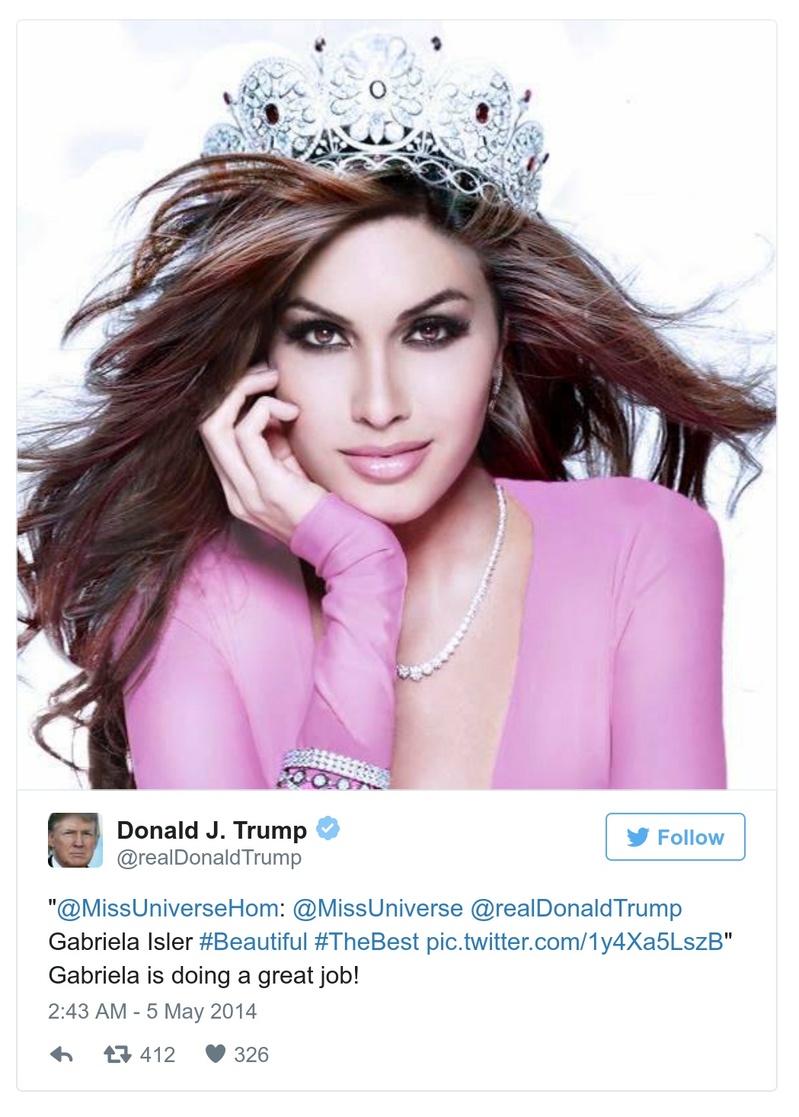 Donald J. Trump
@realDonaldTrump
Follow
"@MissUniverseHom: @MissUniverse @realDonaldTrump
Gabriela Isler #Beautiful #TheBest pic.twitter.com/1y4Xa5LszB"
Gabriela is doing a great job!
2:43 AM - 5 May 2014
412
326